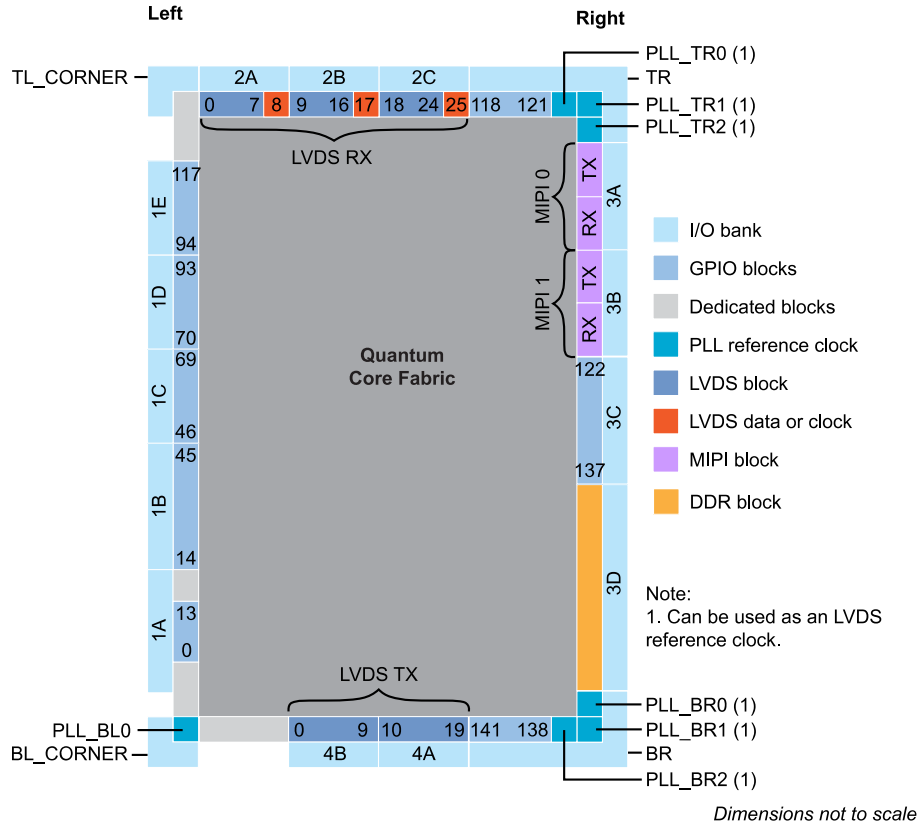 Left
Right
PLL_TR0 (1)
TL_CORNER
2A
2B
2C
TR
0
7
8
9
16
17
18
24
25
118
121
PLL_TR1 (1)
PLL_TR2 (1)
LVDS RX
117
1E
94
MIPI 0
TX
RX
3A
93
1D
70
MIPI 1
TX
RX
3B
I/O bank
GPIO blocks
Dedicated blocks
PLL reference clock
LVDS block
LVDS data or clock
MIPI block
DDR block
Quantum
Core Fabric
69
1C
46
122
3C
137
45
1B
14
3D
1A
13
0
Note:
1. Can be used as an LVDS
reference clock.
LVDS TX
PLL_BR0 (1)
PLL_BL0
0
9
10
19
141
138
PLL_BR1 (1)
BL_CORNER
4B
4A
BR
PLL_BR2 (1)
Dimensions not to scale